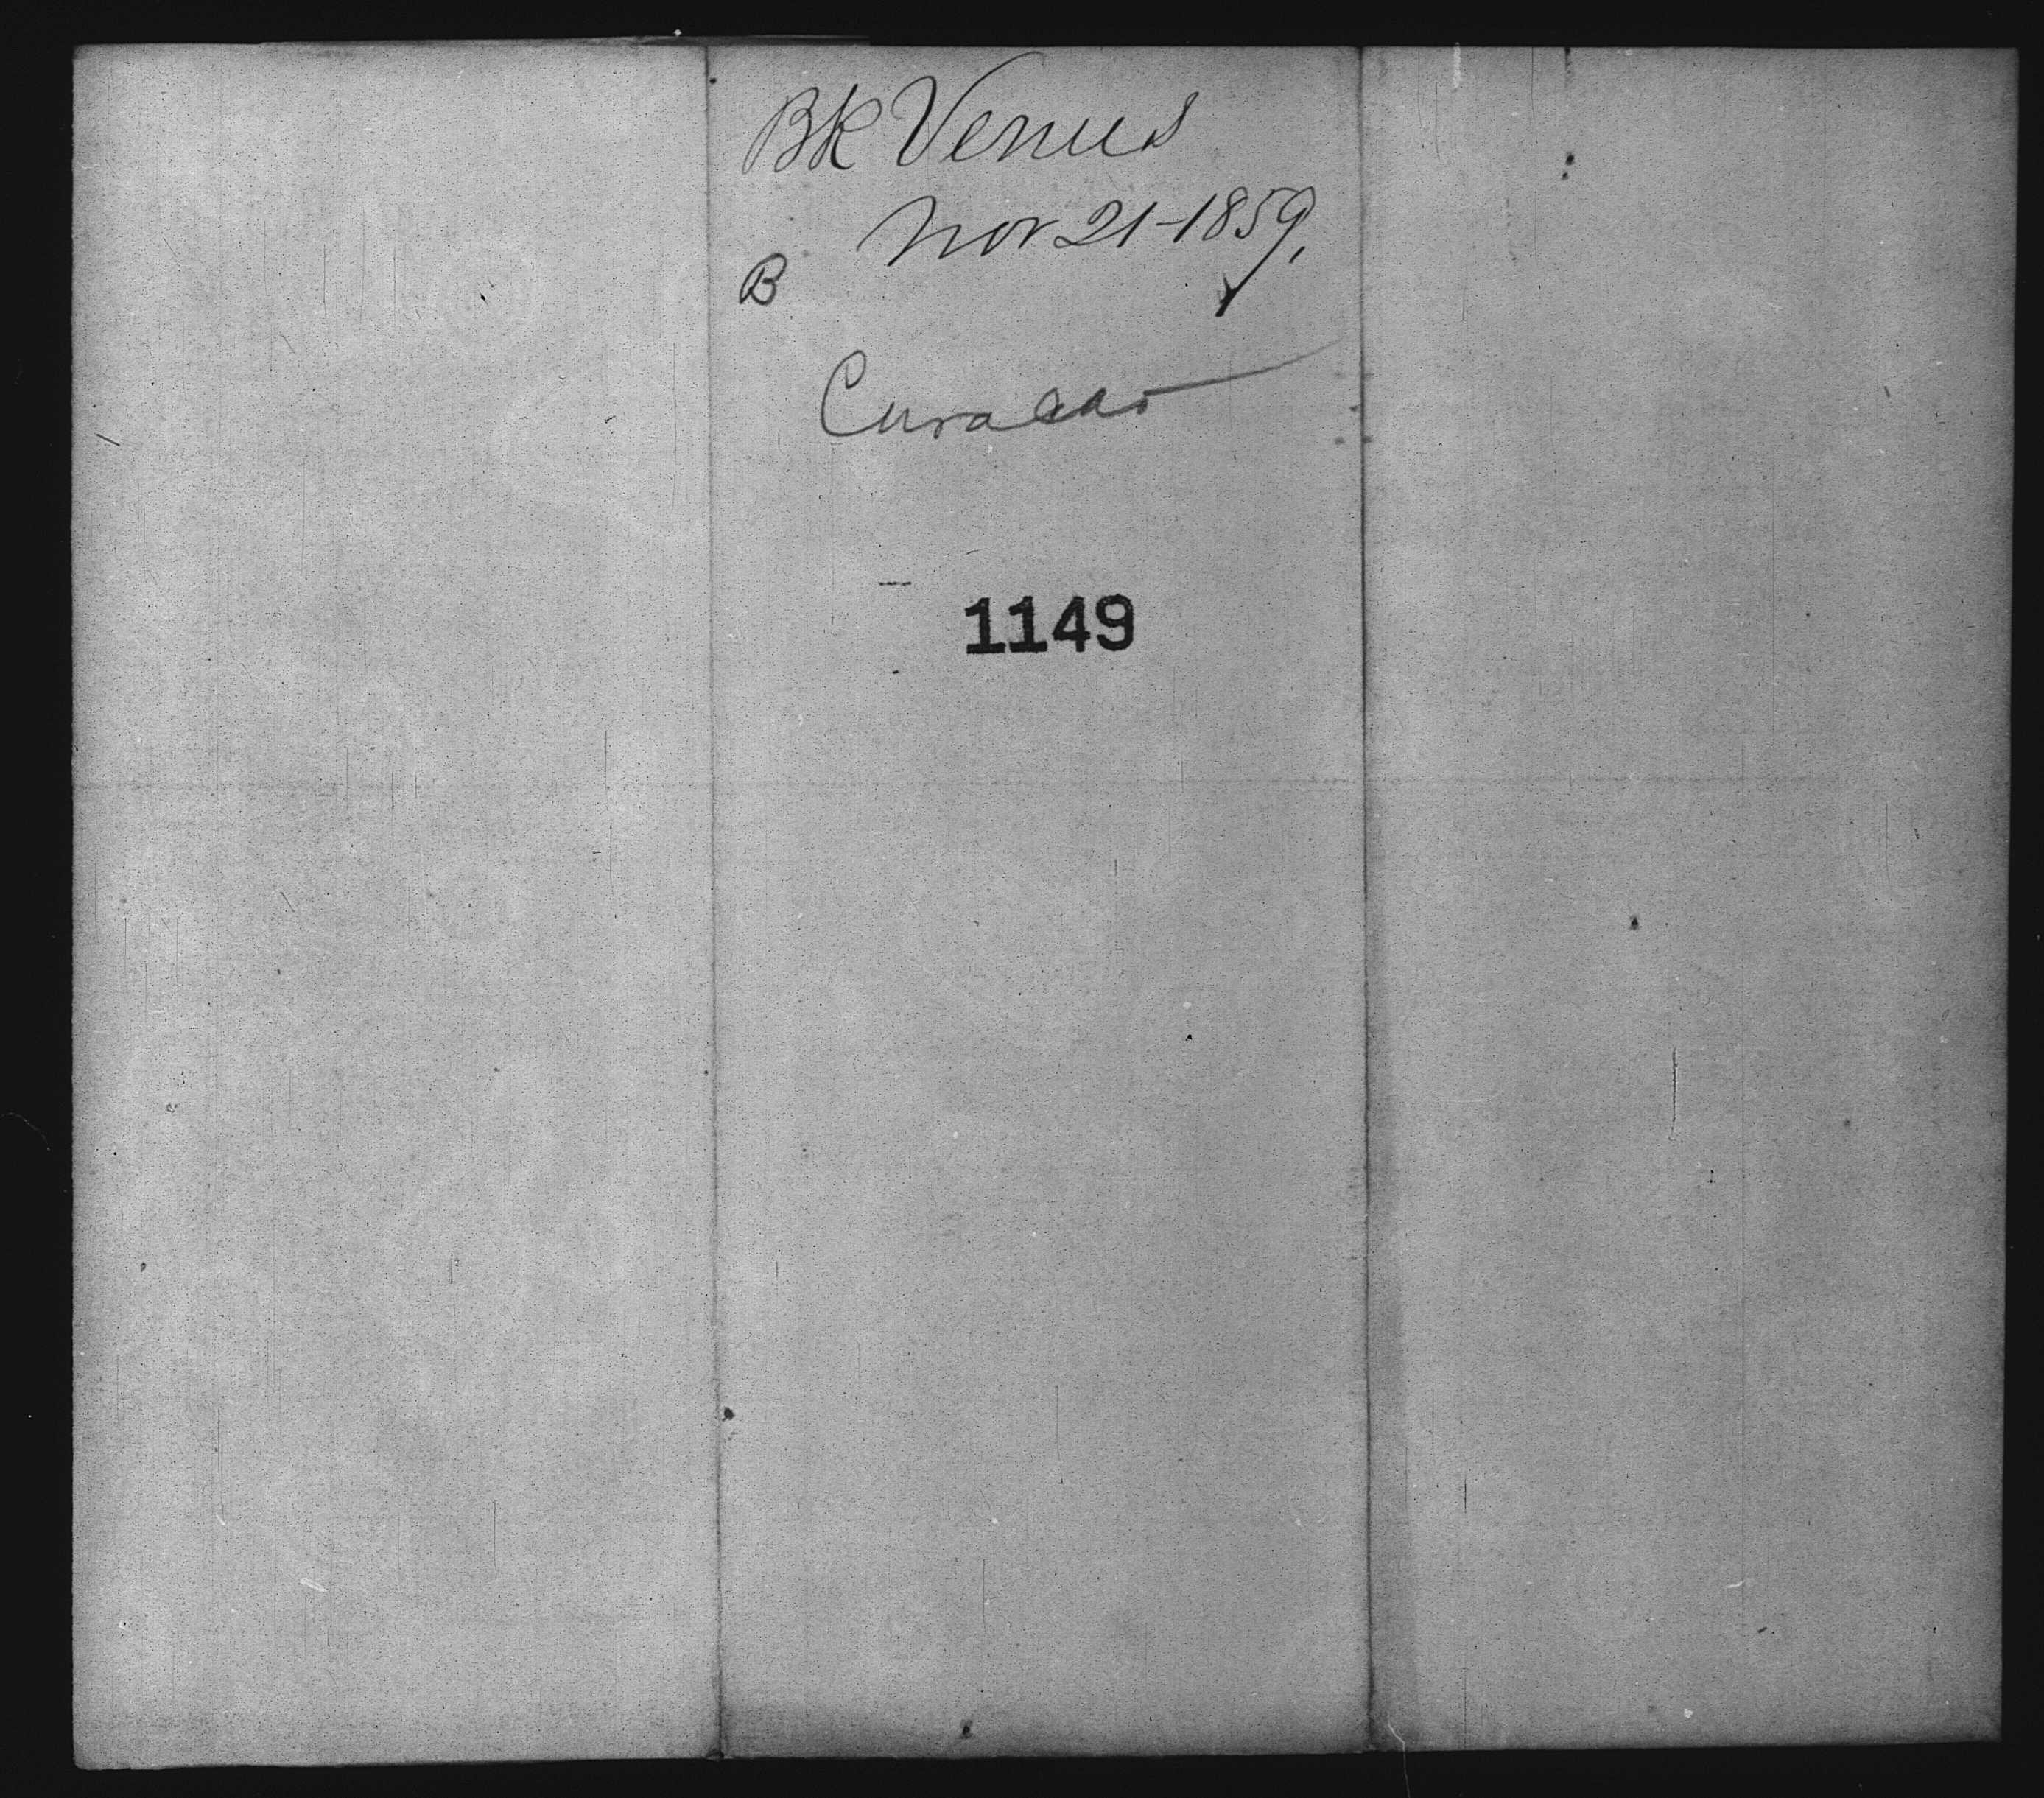 Bk Venus
Nov 21-1859,
B
Curacao
1149